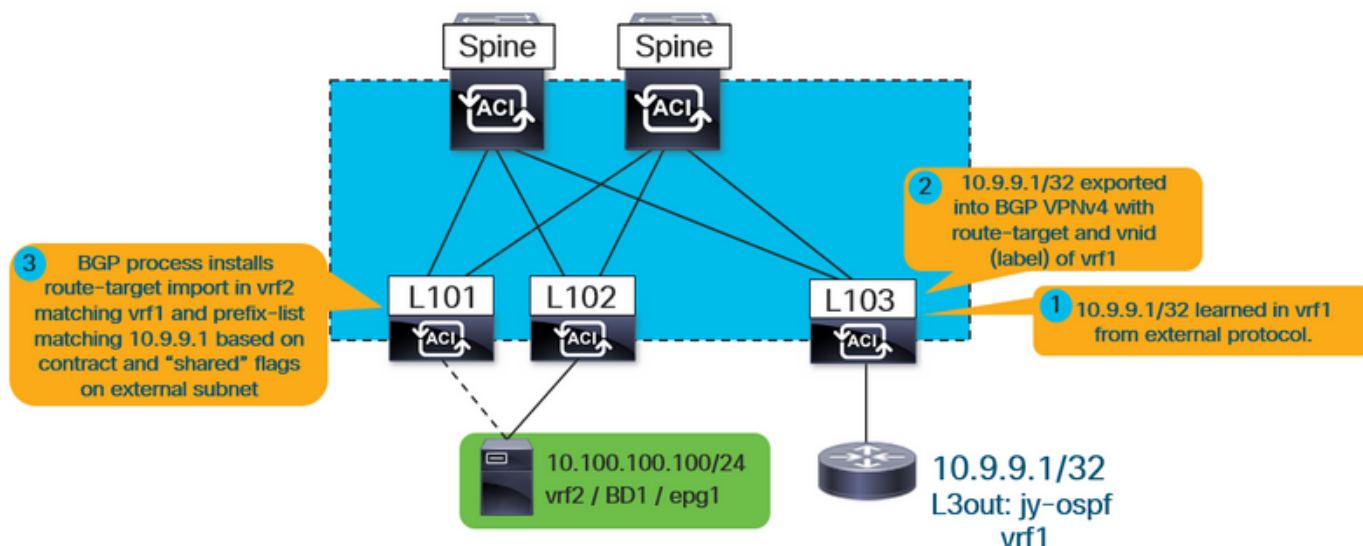 Spine
Spine
ACI
ACI
2 10.9.9.1/32 exported
into BGP VPNv4 with
route-target and vnid
(label) of vrf1
3 BGP process installs
route-target import in vrf2
matching vrf1 and prefix-list
matching 10.9.9.1 based on
contract and “shared” flags
on external subnet
L101
L102
L103
1 10.9.9.1/32 learned in vrf1
from external protocol.
ACI
ACI
ACI
10.100.100.100/24
vrf2 / BD1 / epg1
10.9.9.1/32
L3out: jy-ospf
vrf1